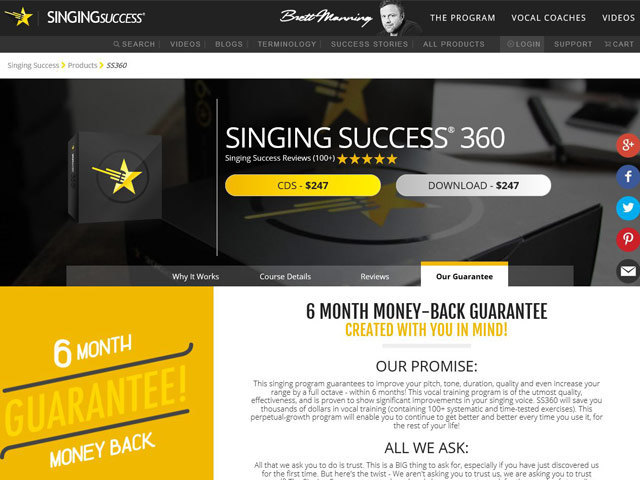 SINGINGSUCCESS®
Brett Manning
THE PROGRAM VOCAL COACHES VIDEOS
SEARCH | VIDEOS | BLOGS | TERMINOLOGY | SUCCESS STORIES | ALL PRODUCTS LOGIN SUPPORT CART
Singing Success Products SS360
SINGING SUCCESS® 360
Singing Success Reviews (100+)
CDS - $247 DOWNLOAD - $247
Why It Works Course Details Reviews Our Guarantee
6 MONTH
GUARANTEE!
MONEY BACK
6 MONTH MONEY-BACK GUARANTEE
CREATED WITH YOU IN MIND!
OUR PROMISE:
This singing program guarantees to improve your pitch, tone, duration, quality and even increase your
range by a full octave - within 6 months! This vocal training program is of the utmost quality,
effectiveness, and is proven to show significant improvements in your singing voice. SS360 will save you
thousands of dollars in vocal training (containing 100+ systematic and time-tested exercises). This
perpetual-growth program will enable you to continue to get better and better every time you use it, for
the rest of your life!
ALL WE ASK:
All that we ask you to do is trust. This is a BIG thing to ask, especially if you have just discovered us
for the first time. But here's the twist - We aren't asking you to trust us, we are asking you to trust